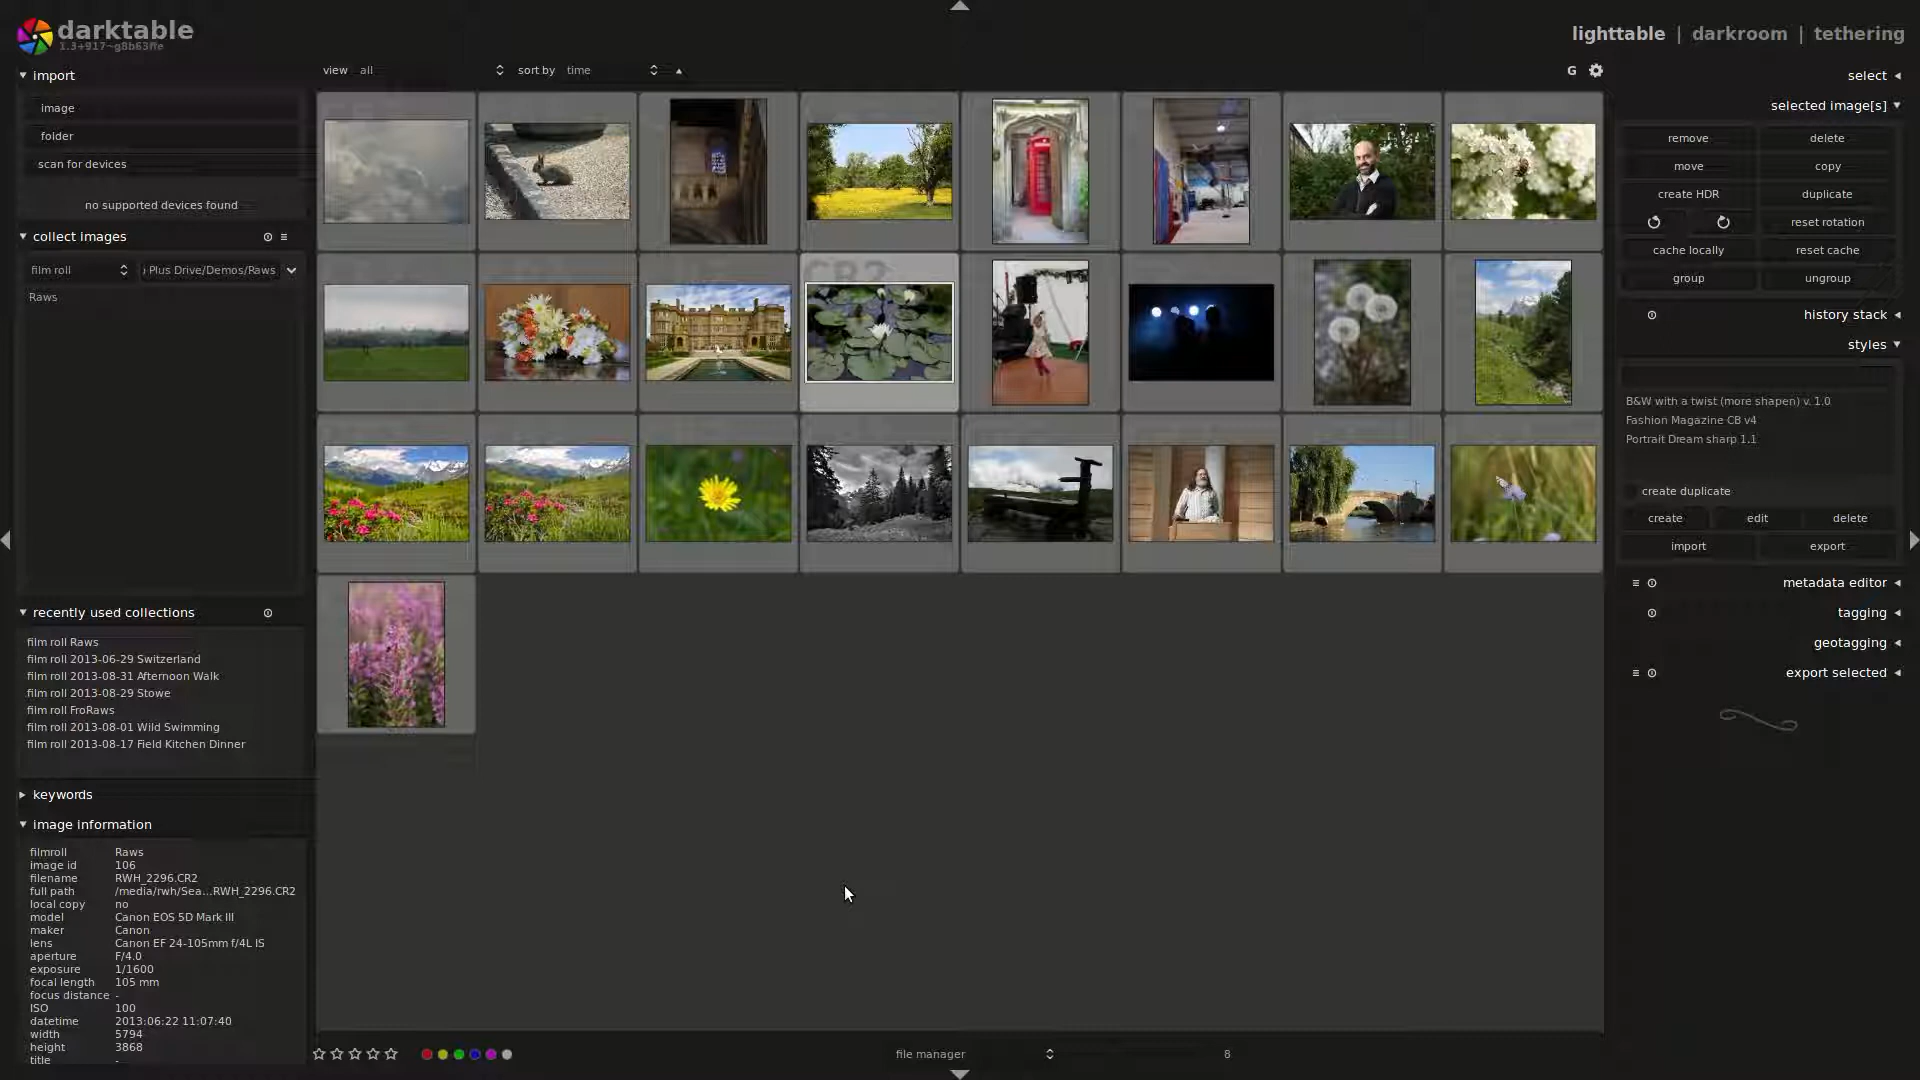 darktable
1.3+917~g8b63ffe
lighttable | darkroom | tethering
import
image
folder
scan for devices
no supported devices found
collect images
film roll
Plus Drive/Demos/Raws
Raws
recently used collections
film roll Raws
film roll 2013-06-29 Switzerland
film roll 2013-08-31 Afternoon Walk
film roll 2013-08-29 Stowe
film roll FroRaws
film roll 2013-08-01 Wild Swimming
film roll 2013-08-17 Field Kitchen Dinner
keywords
image information
filmroll Raws
image id 106
filename RWH_2296.CR2
full path /media/rwh/Sea...RWH_2296.CR2
local copy no
model Canon EOS 5D Mark III
maker Canon
lens Canon EF 24-105mm f/4L IS
aperture F/4.0
exposure 1/1600
focal length 105 mm
focus distance -
ISO 100
datetime 2013:06:22 11:07:40
width 5794
height 3868
title -
view all sort by time
G
CR2
file manager 8
select
selected image[s]
remove delete
move copy
create HDR duplicate
reset rotation
cache locally reset cache
group ungroup
history stack
styles
B&W with a twist (more shapen) v. 1.0
Fashion Magazine CB v4
Portrait Dream sharp 1.1
create duplicate
create edit delete
import export
metadata editor
tagging
geotagging
export selected